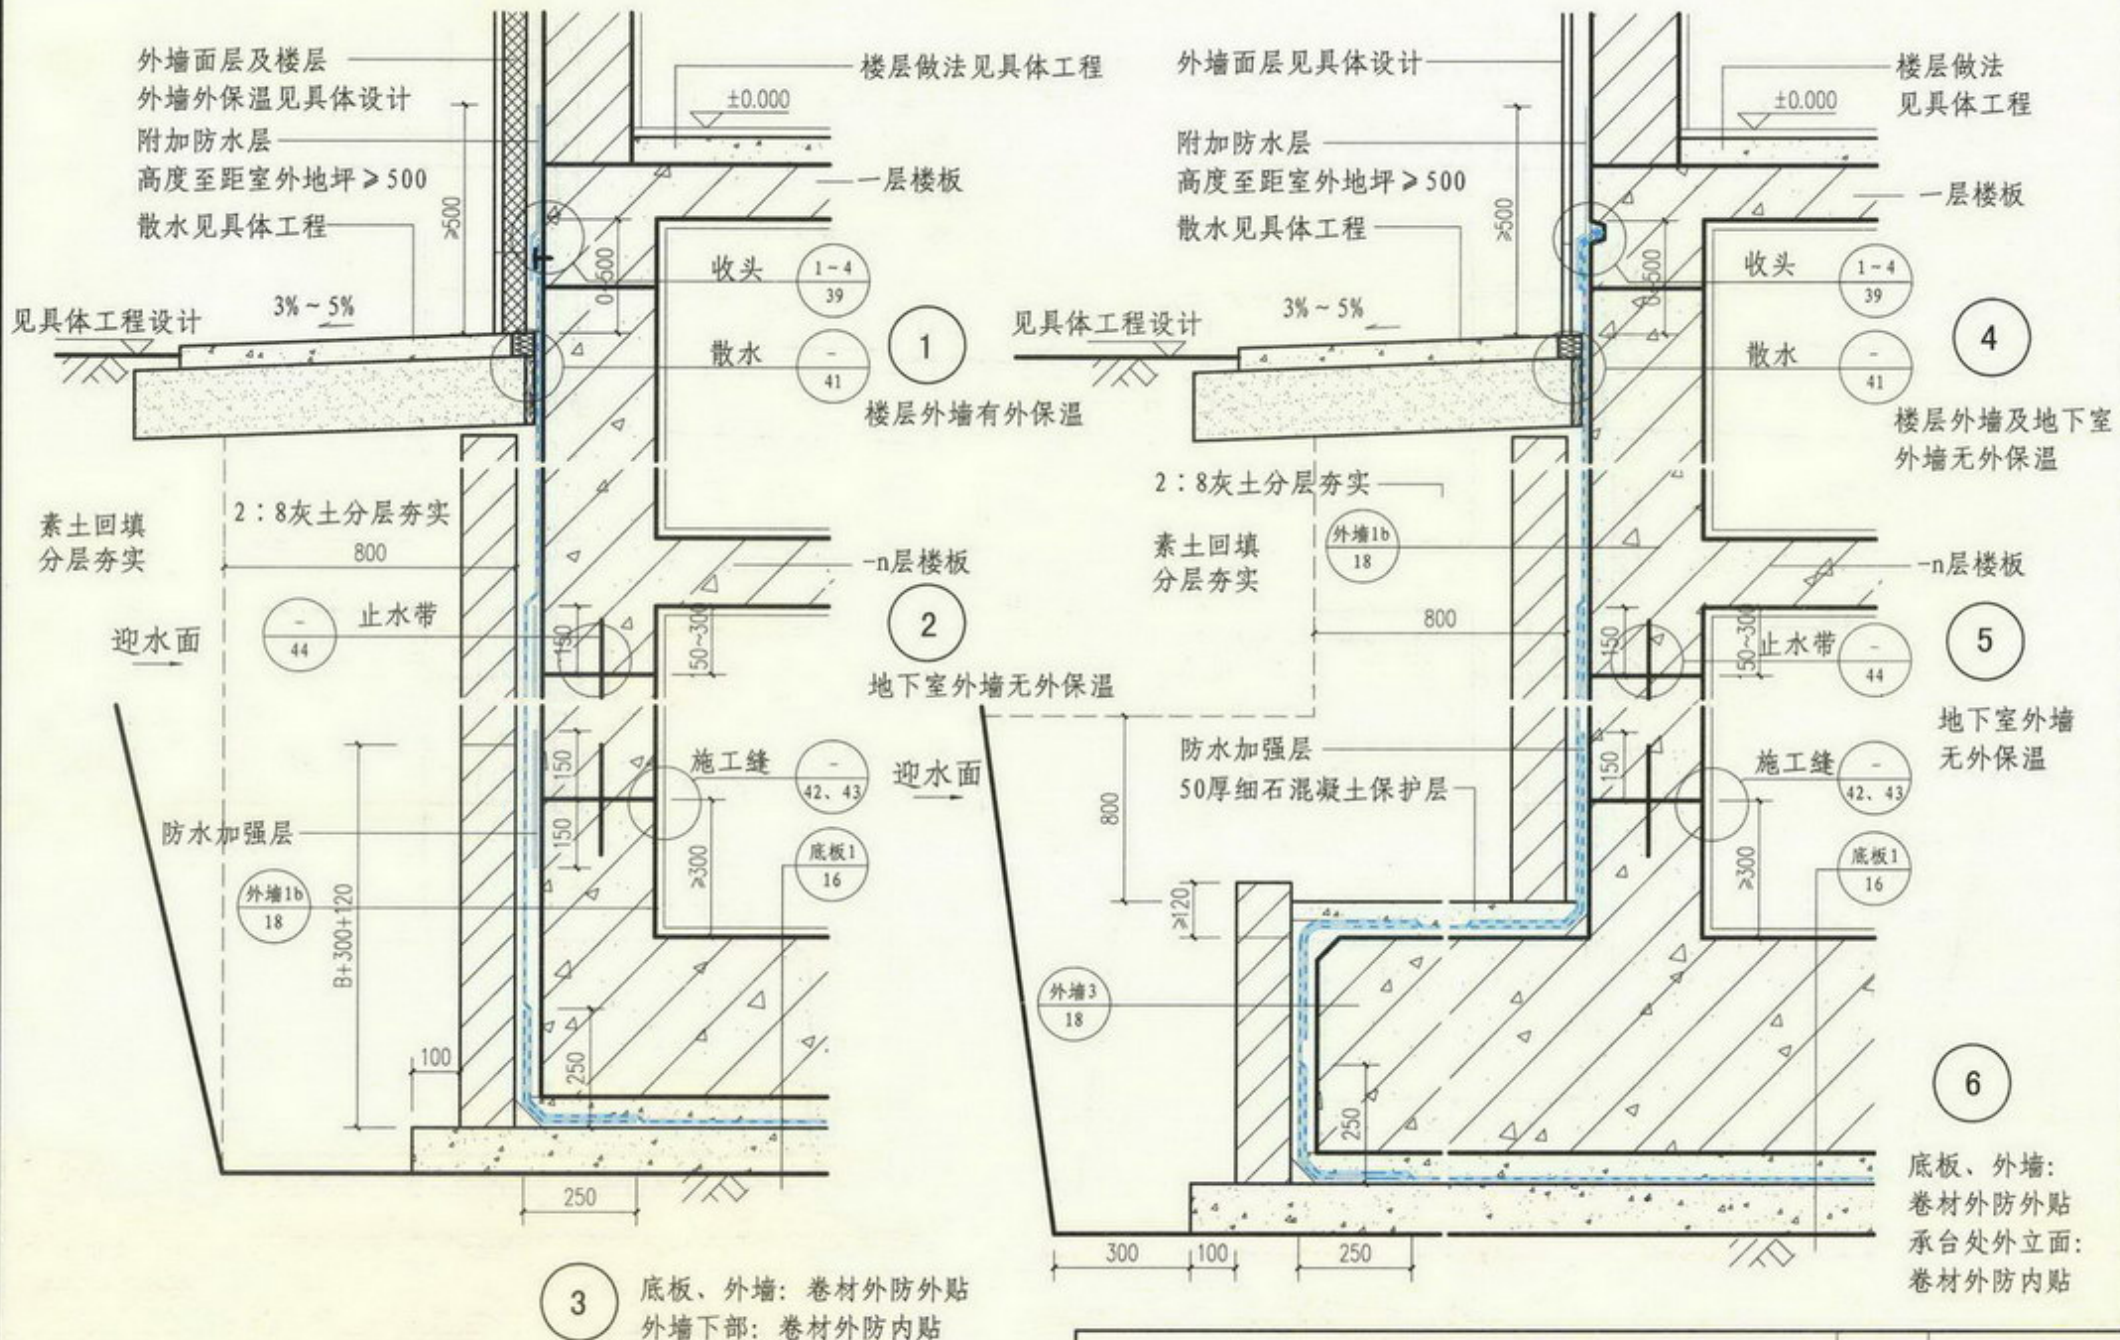 外墙面层及楼层
外墙外保温见具体设计
附加防水层
高度至距室外地坪≥500
散水见具体工程
楼层做法见具体工程
±0.000
一层楼板
≥500
0~500
收头
1~4
39
3%~5%
见具体工程设计
散水
-
41
1
楼层外墙有外保温
素土回填
分层夯实
2:8灰土分层夯实
800
-n层楼板
止水带
-
44
迎水面
150
150~300
2
地下室外墙无外保温
施工缝
-
42、43
150
150
防水加强层
≥300
底板1
16
外墙1b
18
B+300+120
100
250
250
3
底板、外墙:卷材外防外贴
外墙下部:卷材外防内贴
外墙面层见具体设计
附加防水层
高度至距室外地坪≥500
散水见具体工程
楼层做法
见具体工程
±0.000
一层楼板
≥500
0~500
收头
1~4
39
3%~5%
见具体工程设计
散水
-
41
4
楼层外墙及地下室
外墙无外保温
2:8灰土分层夯实
素土回填
分层夯实
外墙1b
18
800
-n层楼板
150
150~300
止水带
-
44
5
地下室外墙
无外保温
迎水面
防水加强层
50厚细石混凝土保护层
800
150
施工缝
-
42、43
≥300
底板1
16
≥120
外墙3
18
250
300
100
250
6
底板、外墙:
卷材外防外贴
承台处外立面:
卷材外防内贴